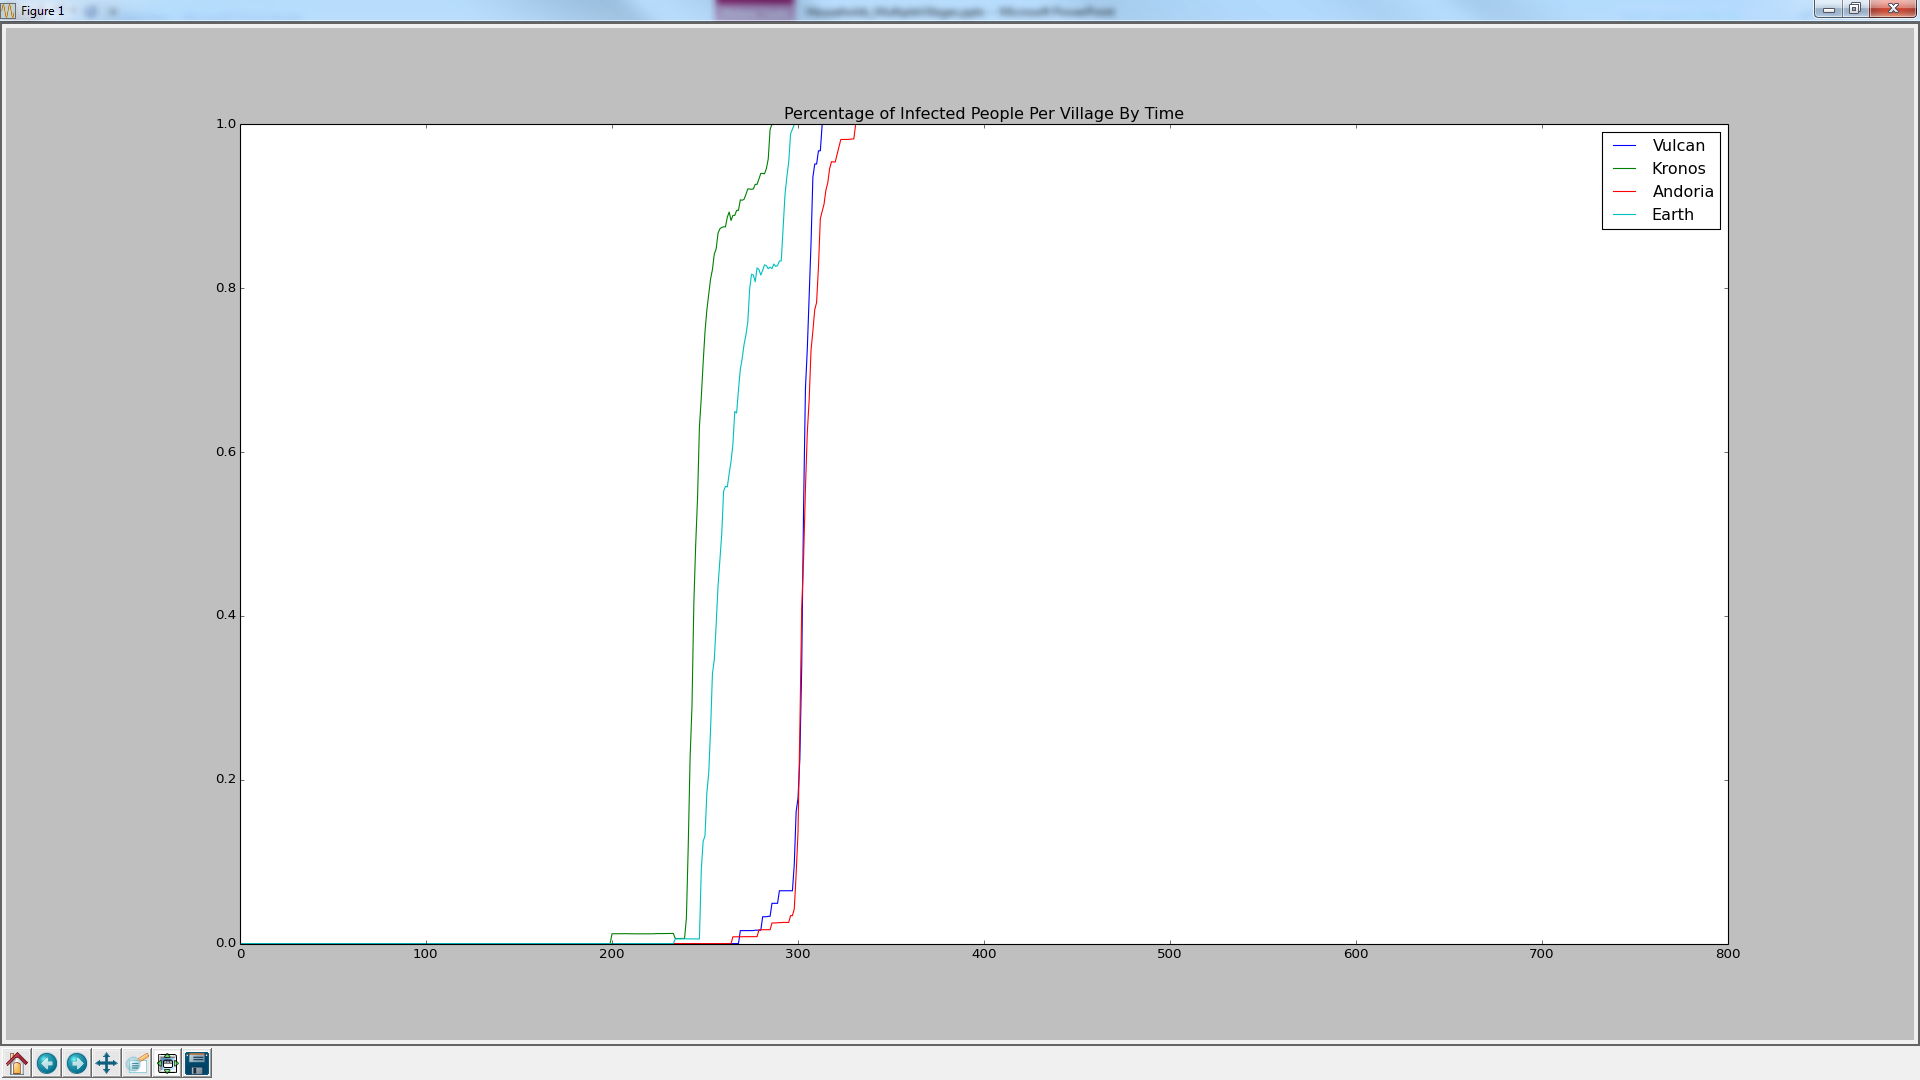 Figure 1
Percentage of Infected People Per Village By Time
1.0
0.8
0.6
0.4
0.2
0.0
0 100 200 300 400 500 600 700 800
Vulcan
Kronos
Andoria
Earth